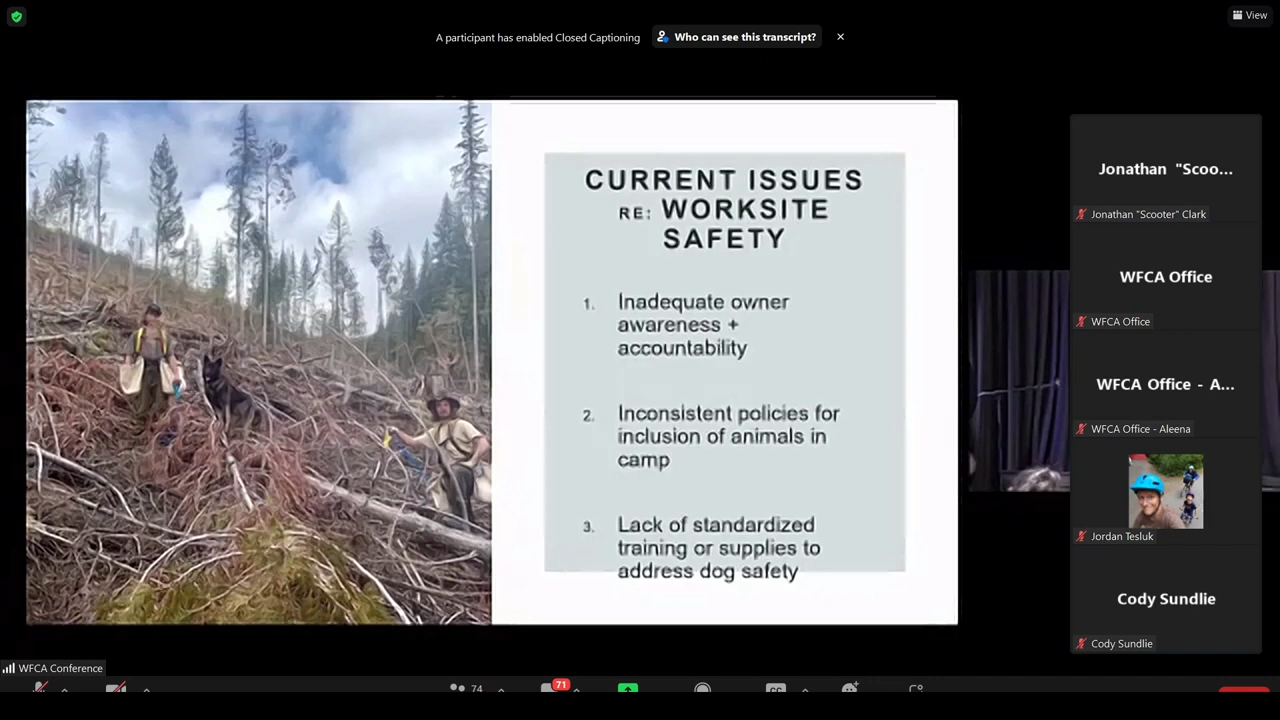 View
A participant has enabled Closed Captioning
Who can see this transcript?
CURRENT ISSUES
RE: WORKSITE
SAFETY
1. Inadequate owner
awareness +
accountability
2. Inconsistent policies for
inclusion of animals in
camp
3. Lack of standardized
training or supplies to
address dog safety
Jonathan "Scoo...
Jonathan "Scooter" Clark
WFCA Office
WFCA Office
WFCA Office - A...
WFCA Office - Aleena
Jordan Tesluk
Cody Sundlie
Cody Sundlie
WFCA Conference
74
71
CC